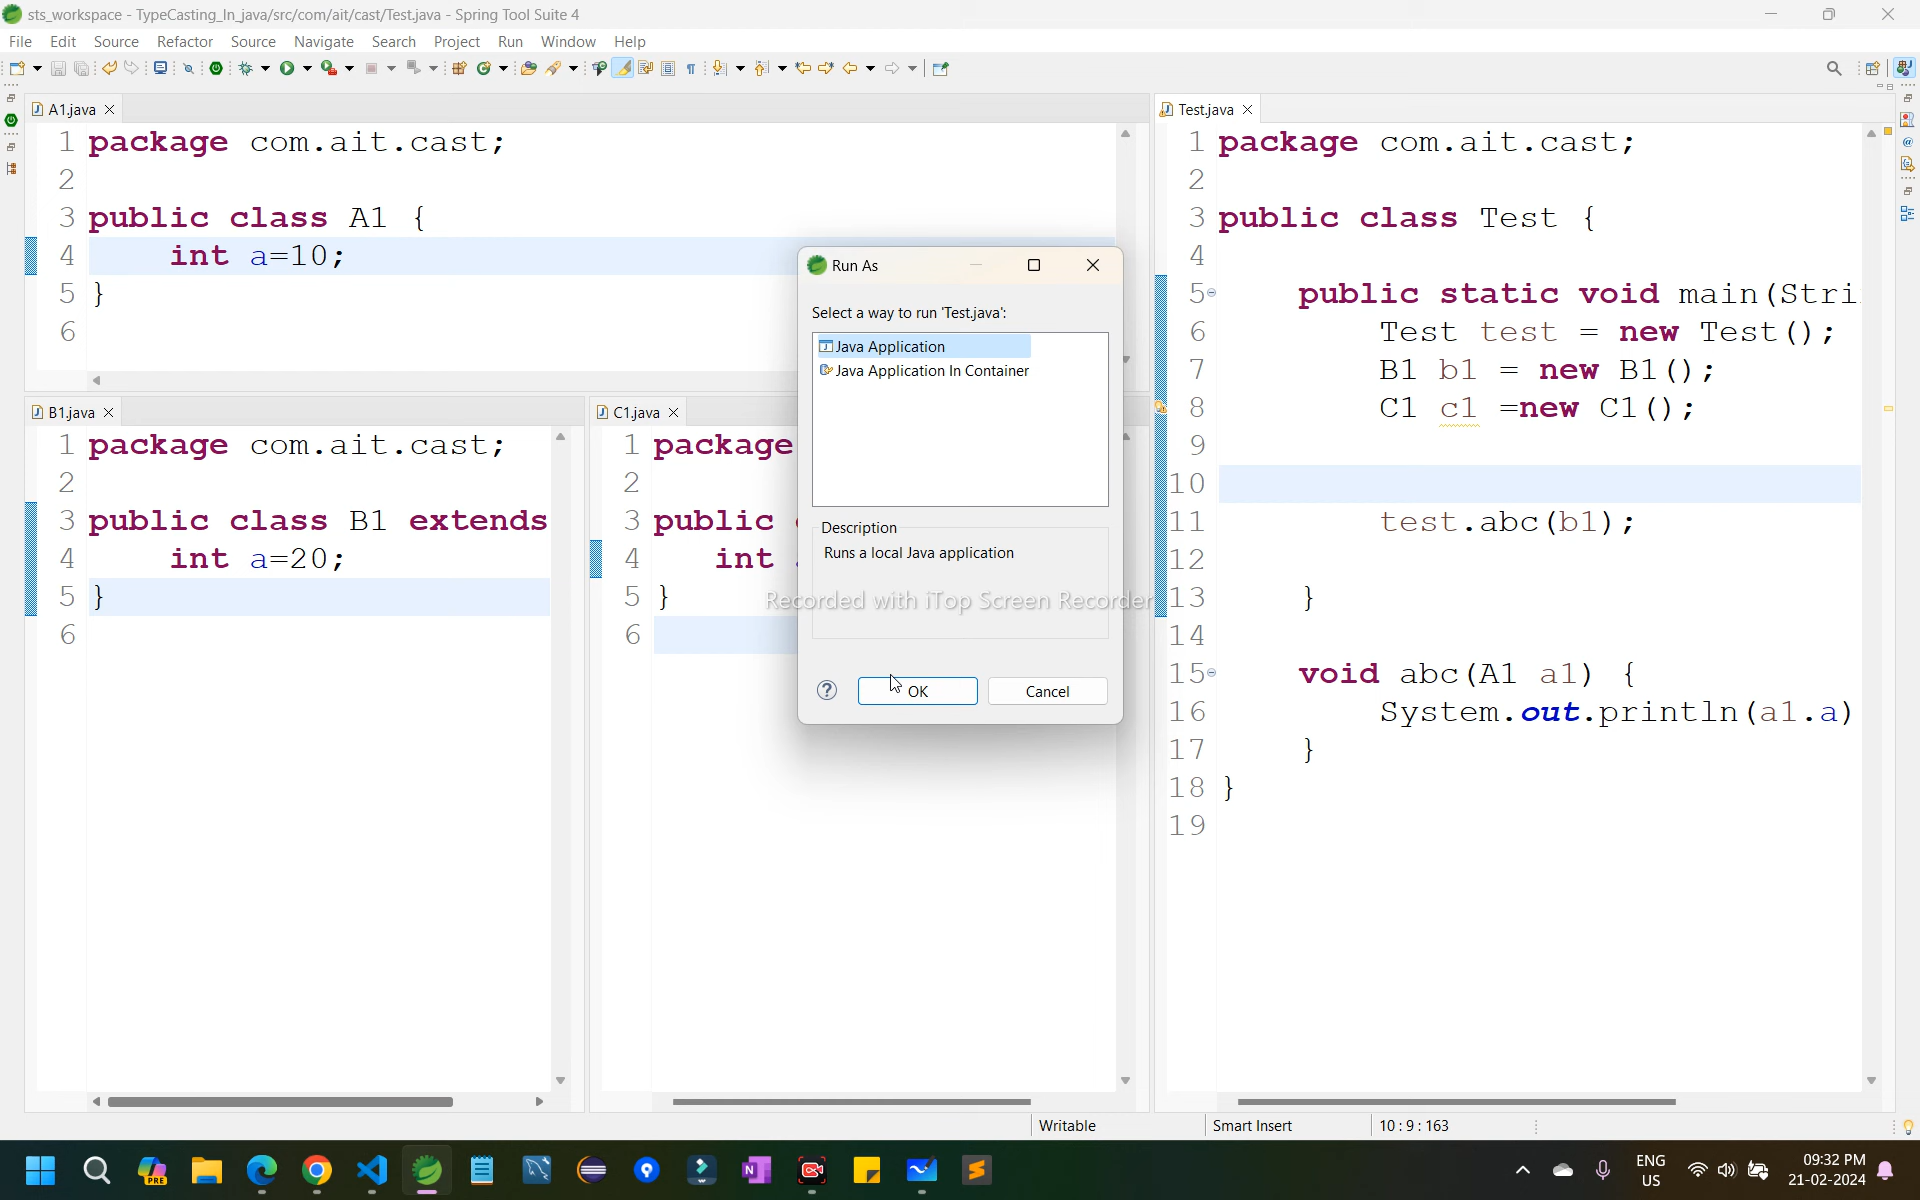 sts_workspace - TypeCasting_In_java/src/com/ait/cast/Test.java - Spring Tool Suite 4
File Edit Source Refactor Source Navigate Search Project Run Window Help
A1.java
1 package com.ait.cast;
2
3 public class A1 {
4 int a=10;
5 }
6
B1.java
1 package com.ait.cast;
2
3 public class B1 extends
4 int a=20;
5 }
6
C1.java
1 package
2
3 public
4 int
5 }
6
Run As
Select a way to run 'Test.java':
Java Application
Java Application In Container
Description
Runs a local Java application
OK Cancel
Recorded with iTop Screen Recorder
Test.java
1 package com.ait.cast;
2
3 public class Test {
4
5 public static void main(Stri
6 Test test = new Test();
7 B1 b1 = new B1();
8 C1 c1 =new C1();
9
10
11 test.abc(b1);
12
13 }
14
15 void abc(A1 a1) {
16 System.out.println(a1.a)
17 }
18 }
19
Writable Smart Insert 10 : 9 : 163
PRE
ENG
US
09:32 PM
21-02-2024